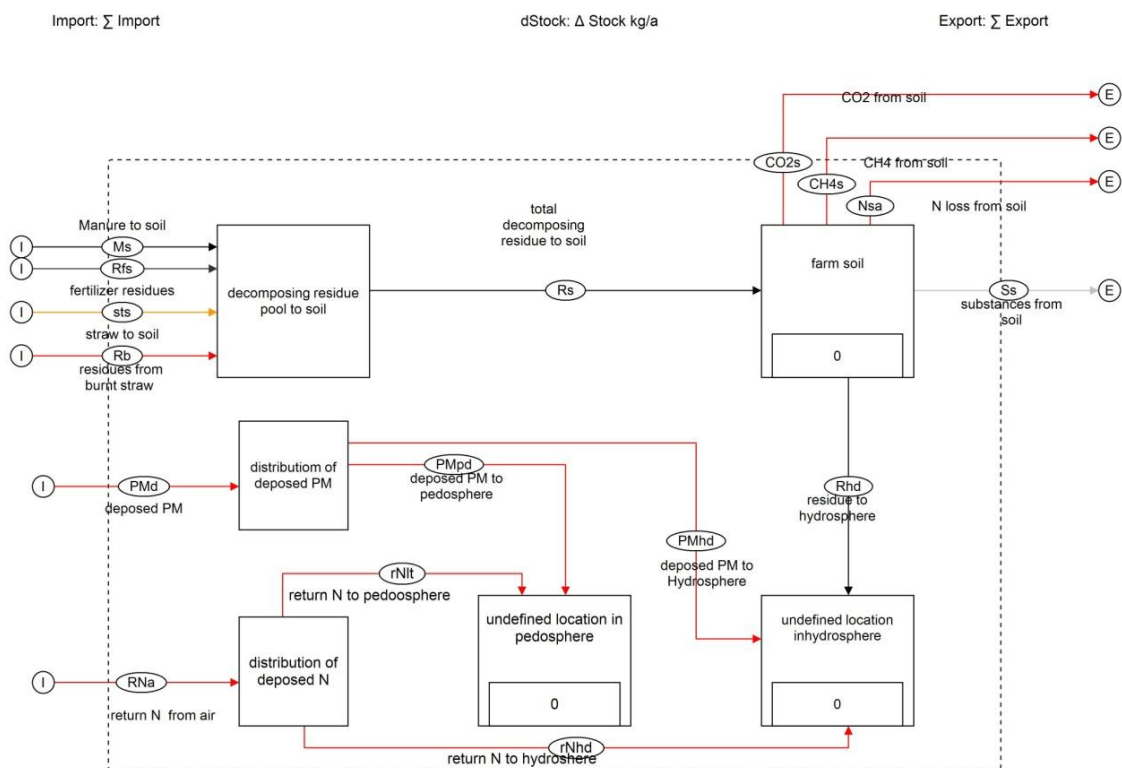 Import: ∑ Import
dStock: Δ Stock kg/a
Export: ∑ Export
CO2 from soil
E
CO2s
CH4 from soil
E
CH4s
Nsa
E
N loss from soil
Manure to soil
I
Ms
I
Rfs
fertilizer residues
I
sts
straw to soil
I
Rb
residues from
burnt straw
decomposing residue
pool to soil
total
decomposing
residue to soil
Rs
farm soil
0
Ss
E
substances from
soil
I
PMd
deposed PM
distributiom of
deposed PM
PMpd
deposed PM to
pedosphere
PMhd
deposed PM to
Hydrosphere
Rhd
residue to
hydrosphere
rNlt
return N to pedoosphere
I
RNa
return N from air
distribution of
deposed N
undefined location in
pedosphere
0
undefined location
inhydrosphere
0
rNhd
return N to hydroshere